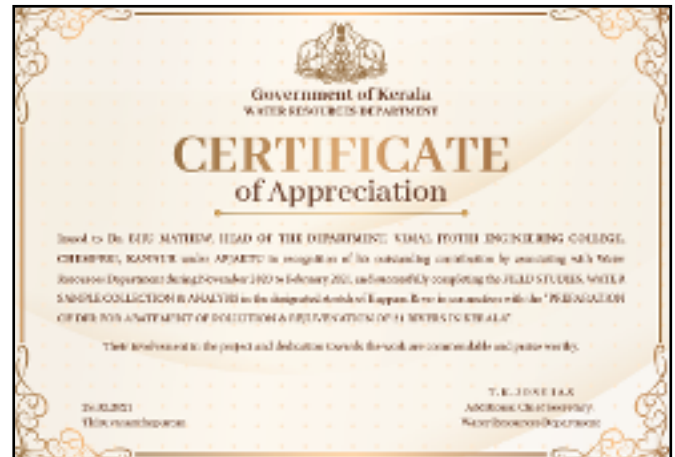 Government of Kerala
WATER RESOURCES DEPARTMENT
CERTIFICATE
of Appreciation
Issued to Dr. BIJU MATHEW, HEAD OF THE DEPARTMENT, VIMAL JYOTHI ENGINEERING COLLEGE,
CHEMPERI, KANNUR under APJAKTU in recognition of his outstanding contribution by associating with Water
Resources Department during November 2020 to February 2021, and successfully completing the FIELD STUDIES, WATER
SAMPLE COLLECTION & ANALYSIS in the designated stretch of Kuppam River in connection with the "PREPARATION
OF DPR FOR ABATEMENT OF POLLUTION & REJUVENATION OF 21 RIVERS IN KERALA"
Their involvement in the project and dedication towards the work are commendable and praise worthy.
T. K. JOSE I A S
Additional Chief Secretary
Thiruvananthapuram
Water Resources Department